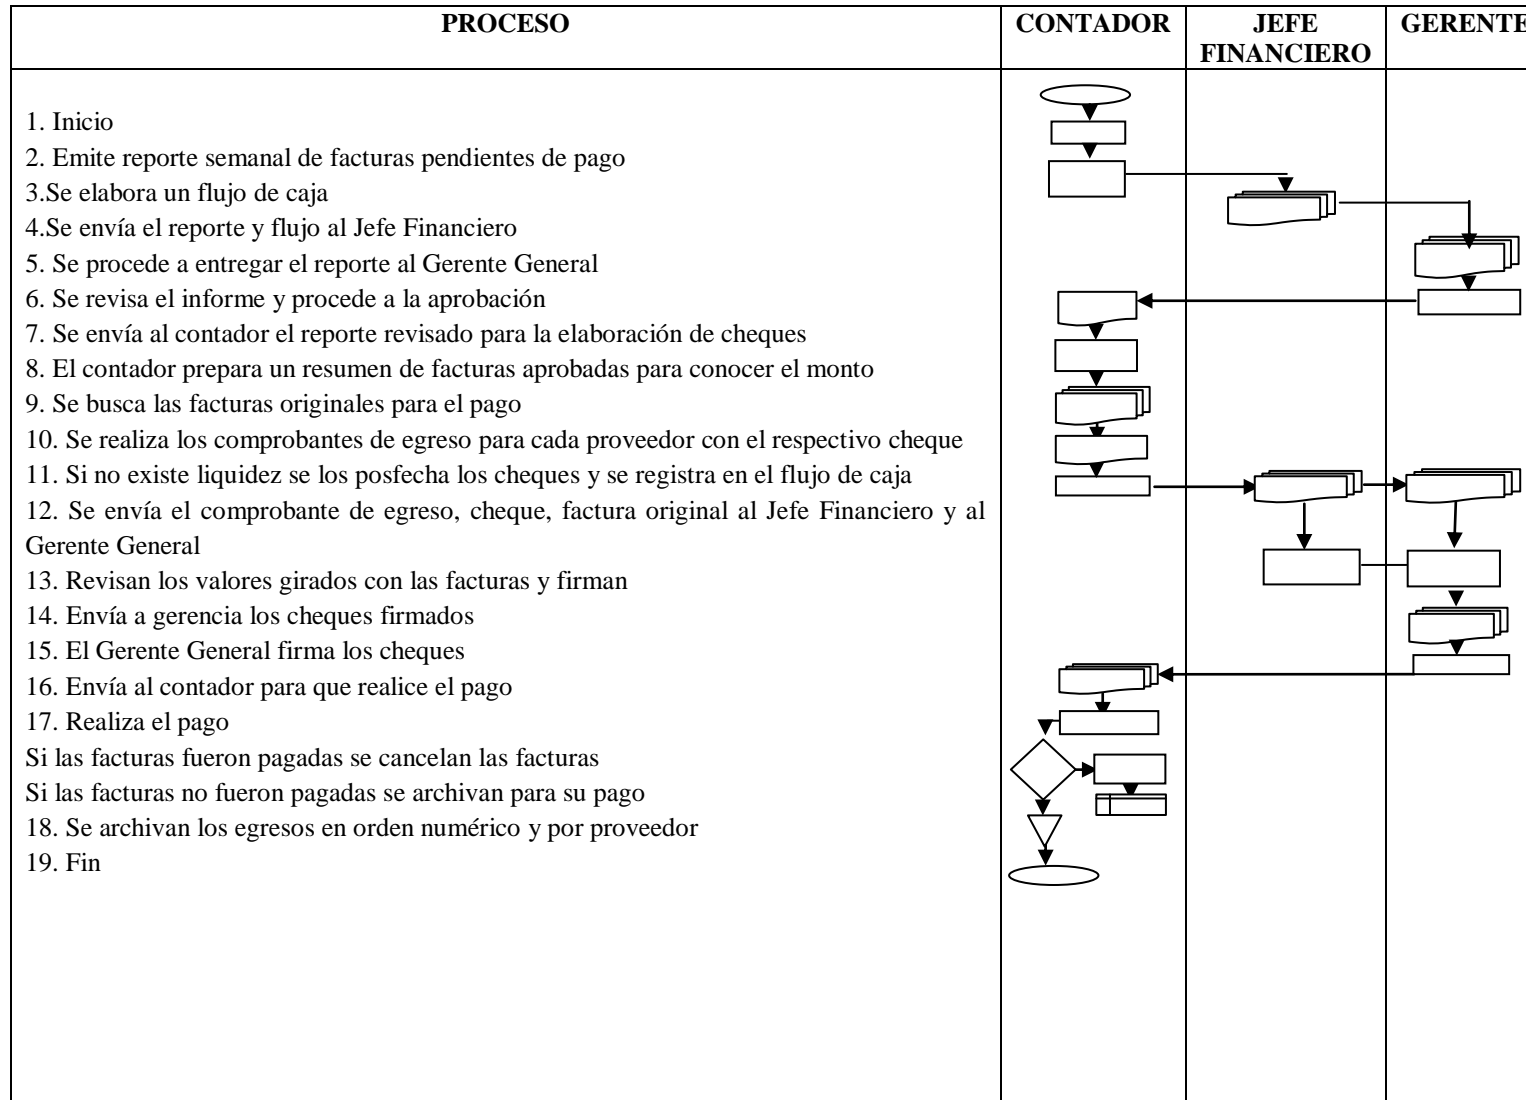 PROCESO
CONTADOR
JEFE
FINANCIERO
GERENTE
1. Inicio
2. Emite reporte semanal de facturas pendientes de pago
3.Se elabora un flujo de caja
4.Se envía el reporte y flujo al Jefe Financiero
5. Se procede a entregar el reporte al Gerente General
6. Se revisa el informe y procede a la aprobación
7. Se envía al contador el reporte revisado para la elaboración de cheques
8. El contador prepara un resumen de facturas aprobadas para conocer el monto
9. Se busca las facturas originales para el pago
10. Se realiza los comprobantes de egreso para cada proveedor con el respectivo cheque
11. Si no existe liquidez se los posfecha los cheques y se registra en el flujo de caja
12. Se envía el comprobante de egreso, cheque, factura original al Jefe Financiero y al
Gerente General
13. Revisan los valores girados con las facturas y firman
14. Envía a gerencia los cheques firmados
15. El Gerente General firma los cheques
16. Envía al contador para que realice el pago
17. Realiza el pago
Si las facturas fueron pagadas se cancelan las facturas
Si las facturas no fueron pagadas se archivan para su pago
18. Se archivan los egresos en orden numérico y por proveedor
19. Fin